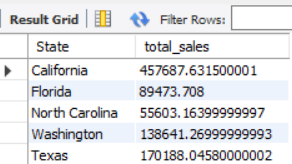 Result Grid Filter Rows:
State total_sales
California 457687.631500001
Florida 89473.708
North Carolina 55603.16399999997
Washington 138641.26999999993
Texas 170188.04580000002